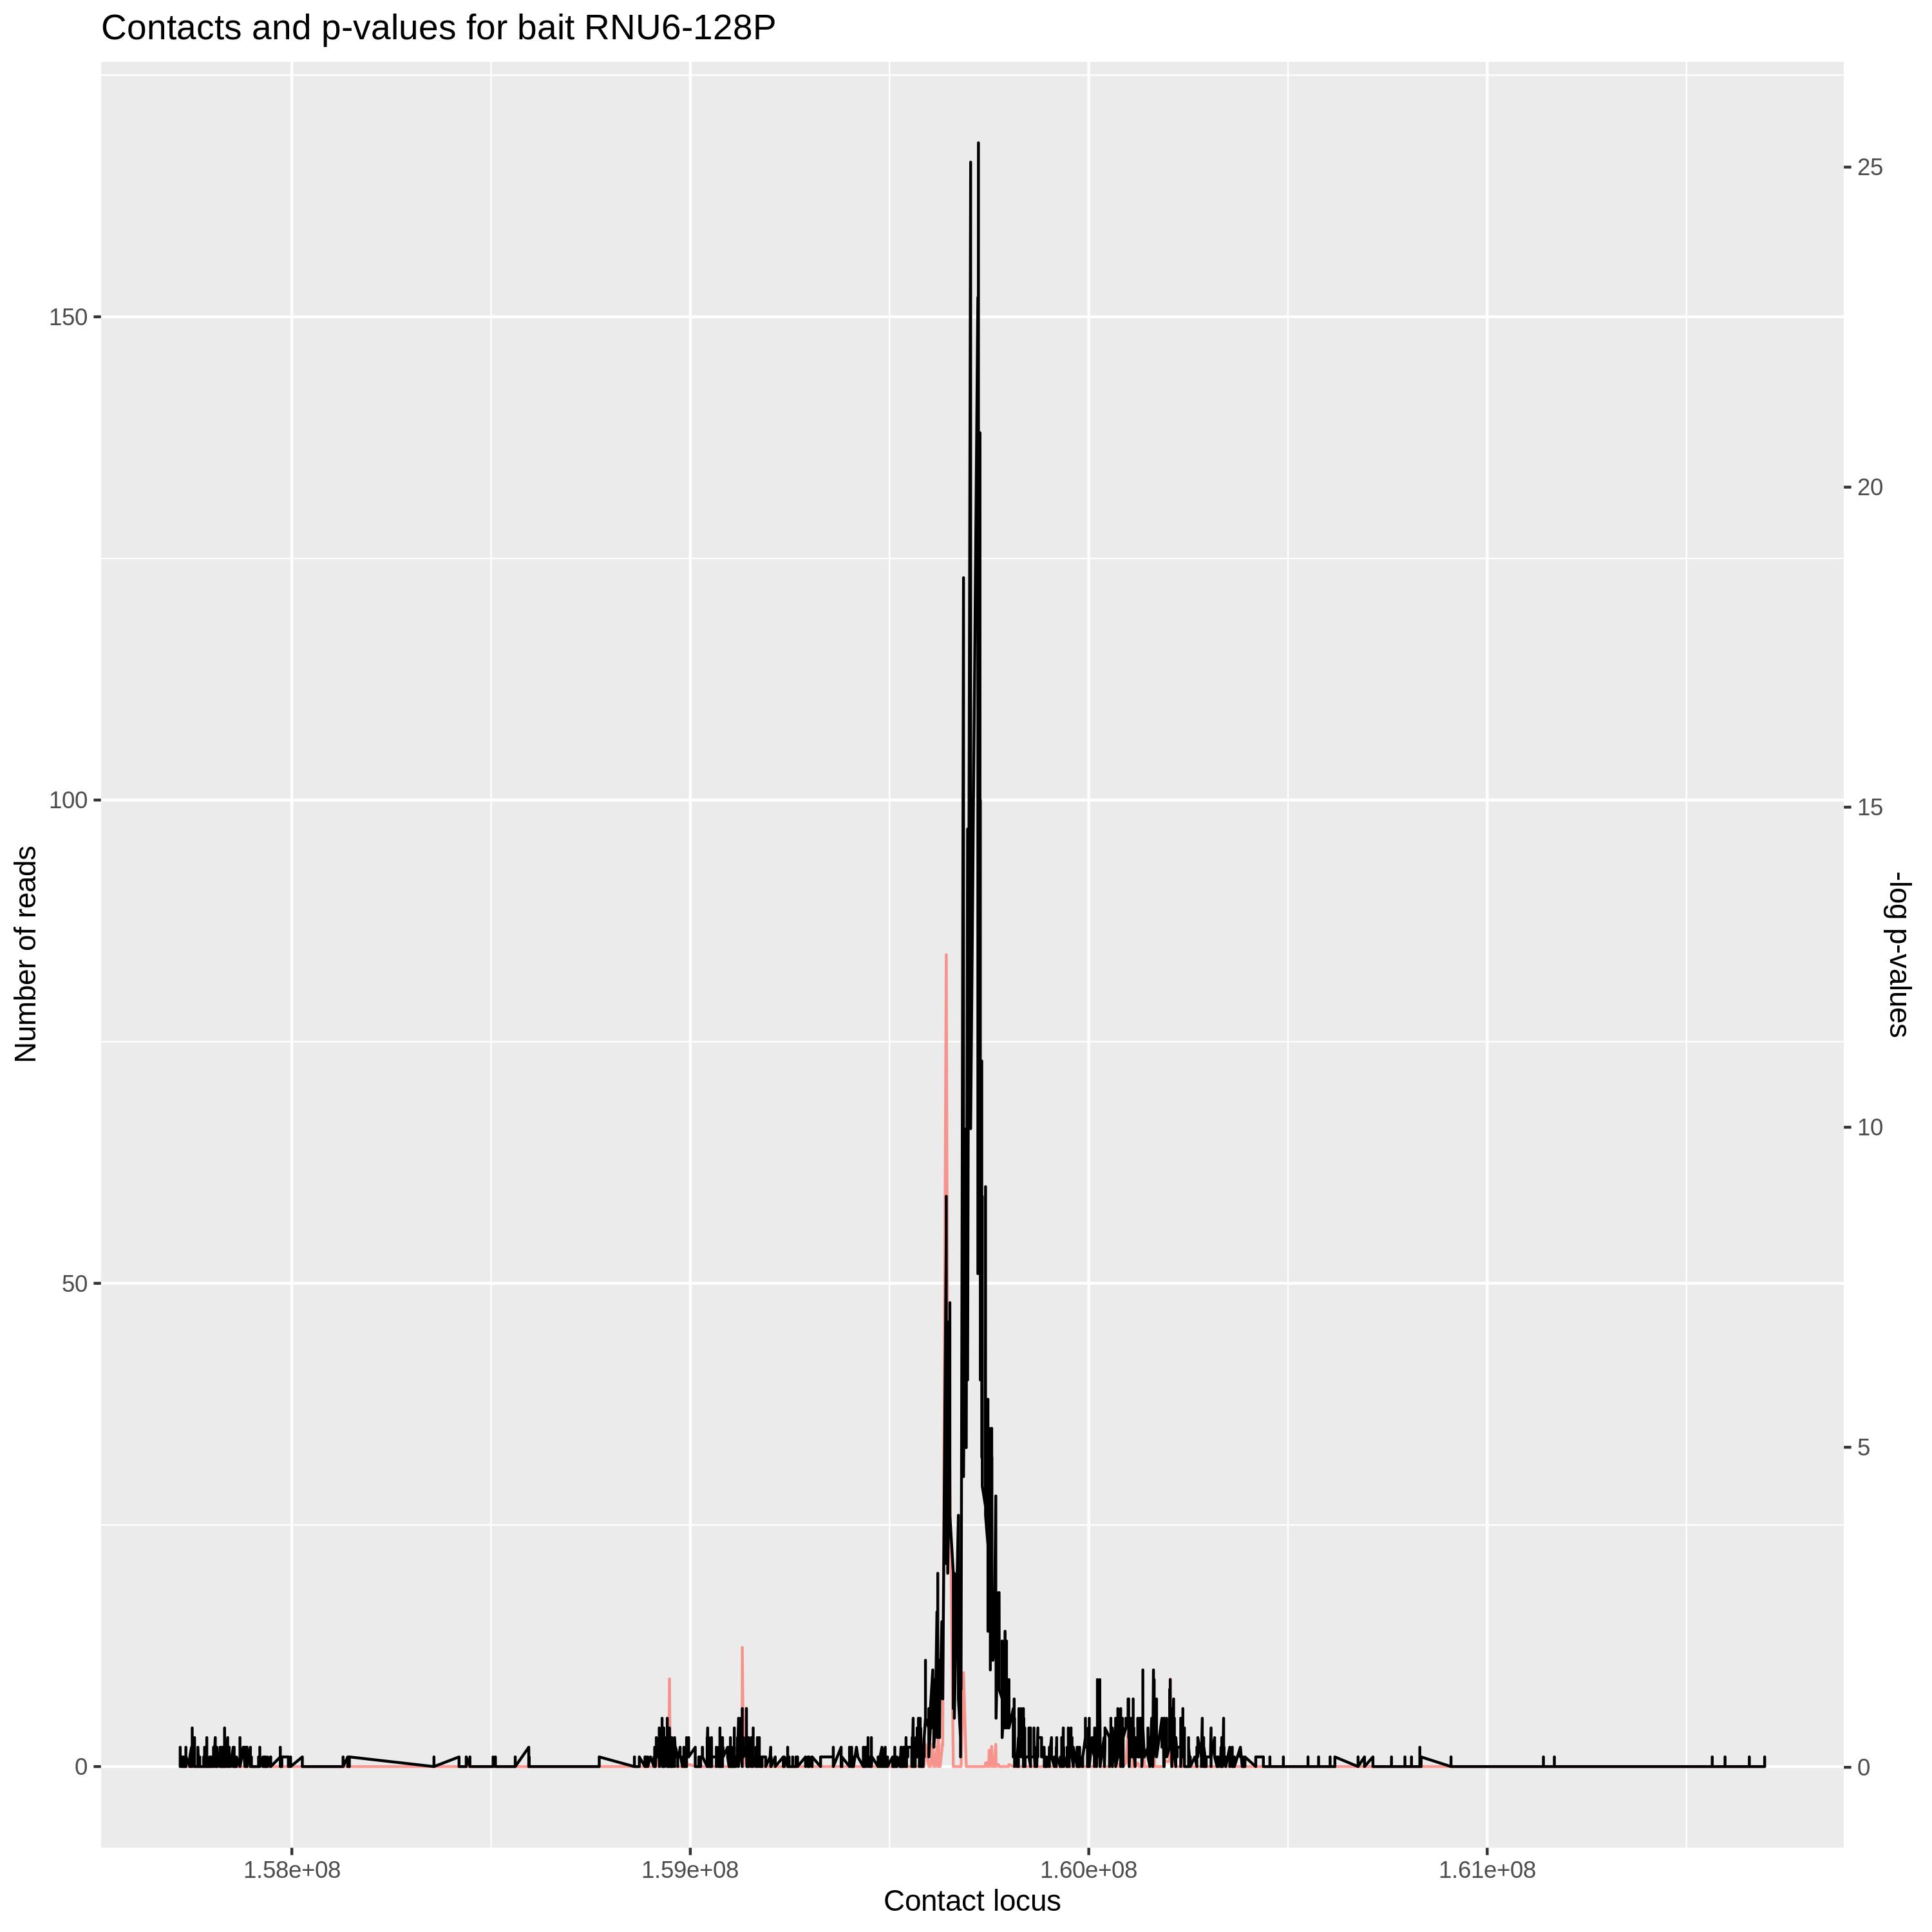 Contacts and p-values for bait RNU6-128P
Number of reads
150
100
50
0
25
20
15
10
5
0
-log p-values
1.58e+08
1.59e+08
1.60e+08
1.61e+08
Contact locus